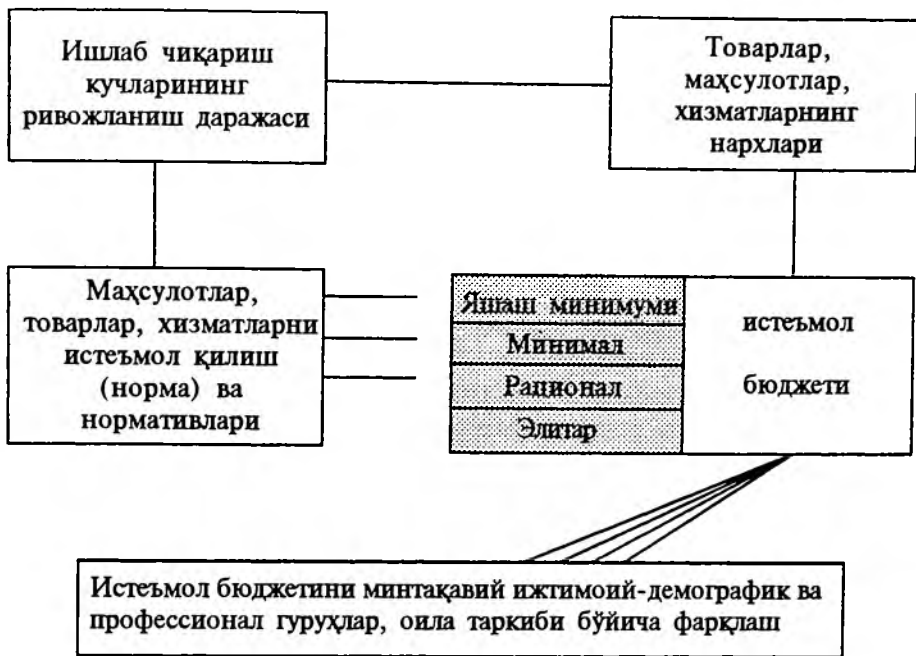 Ишлаб чиқариш
кучларининг
ривожланиш даражаси
Товарлар,
маҳсулотлар,
хизматларнинг
нархлари
Маҳсулотлар,
товарлар, хизматларни
истеъмол қилиш
(норма) ва
нормативлари
Яшаш минимуми
Минимал
Рационал
Элитар
истеъмол
бюджети
Истеъмол бюджетини минтақавий ижтимоий-демографик ва
профессионал гуруҳлар, оила таркиби бўйича фарқлаш